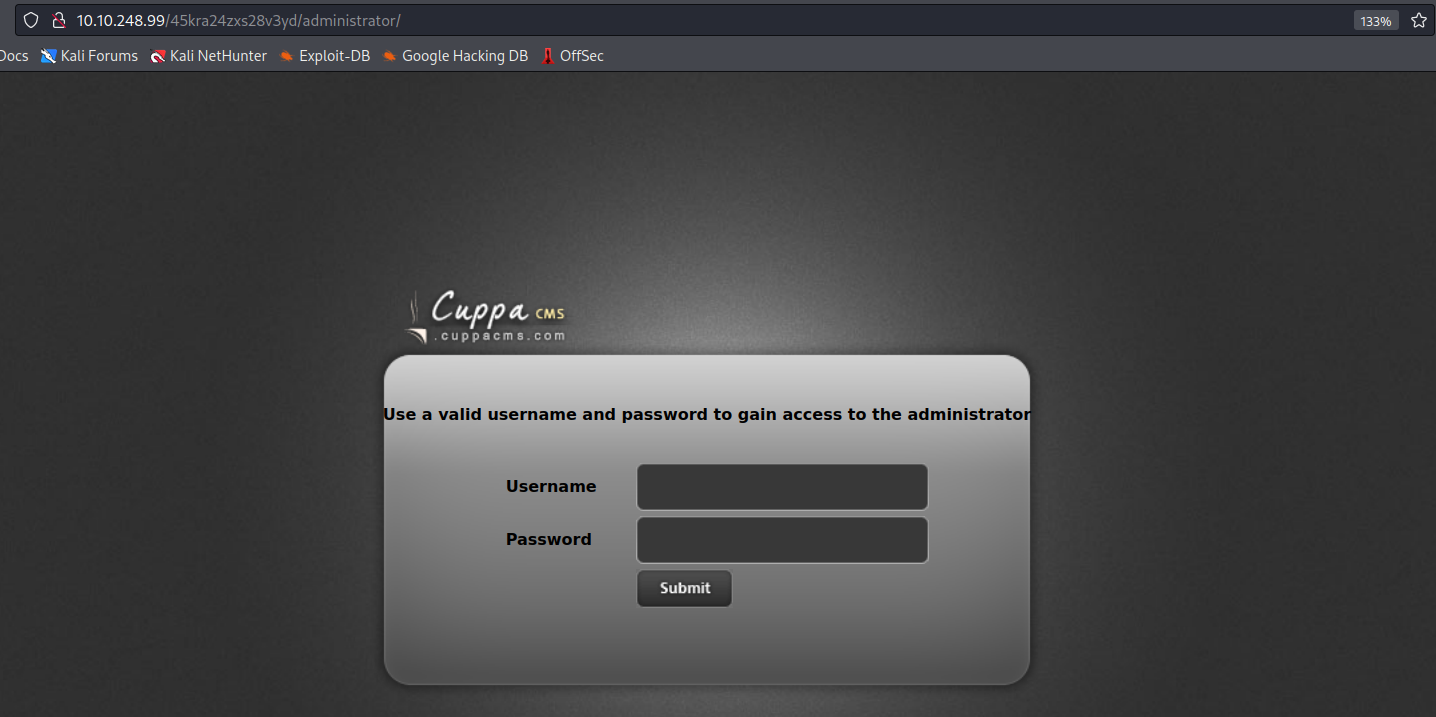 10.10.248.99/45kra24zxs28v3yd/administrator/ 133%
Docs Kali Forums Kali NetHunter Exploit-DB Google Hacking DB OffSec
Cuppa CMS
.cuppacms.com
Use a valid username and password to gain access to the administrator
Username
Password
Submit